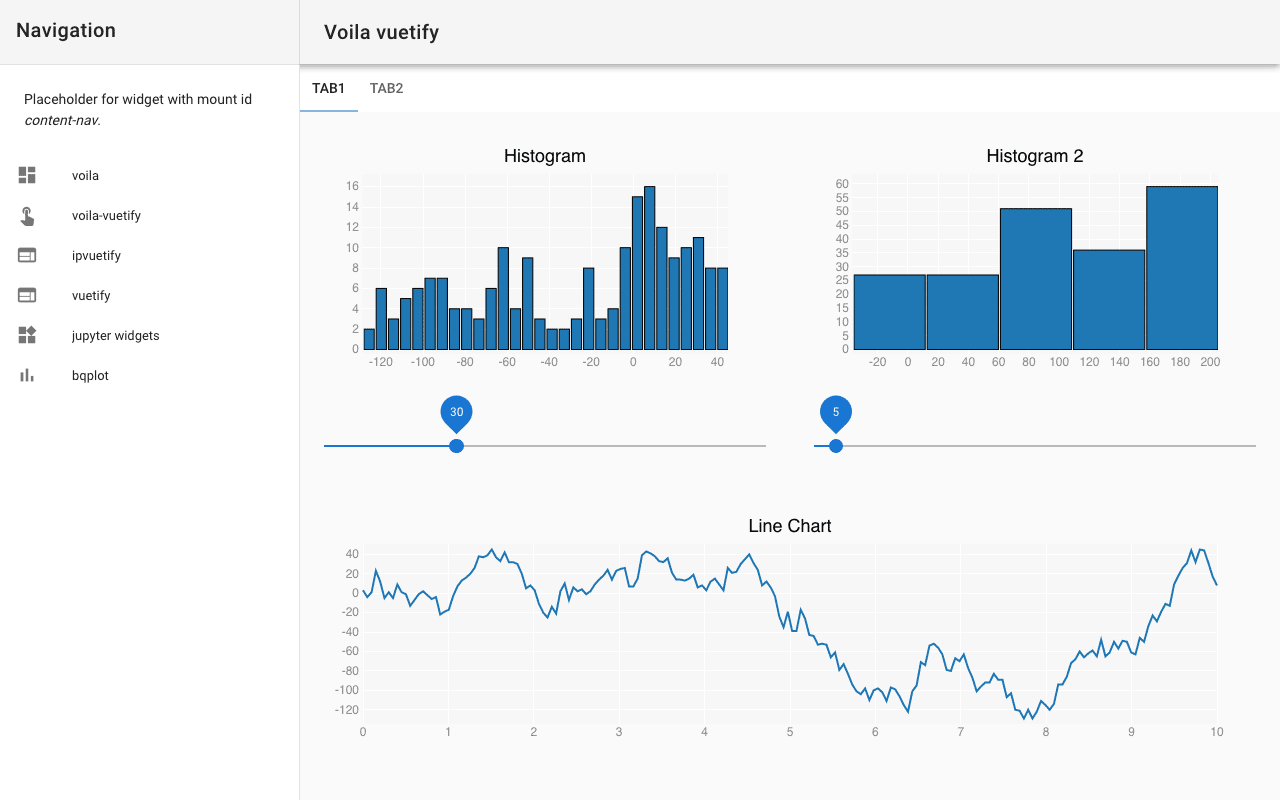 Navigation
Voila vuetify
Placeholder for widget with mount id
content-nav.
voila
voila-vuetify
ipvuetify
vuetify
jupyter widgets
bqplot
TAB1 TAB2
Histogram
16
14
12
10
8
6
4
2
0
-120 -100 -80 -60 -40 -20 0 20 40
Histogram 2
60
55
50
45
40
35
30
25
20
15
10
5
0
-20 0 20 40 60 80 100 120 140 160 180 200
30
5
Line Chart
40
20
0
-20
-40
-60
-80
-100
-120
0 1 2 3 4 5 6 7 8 9 10